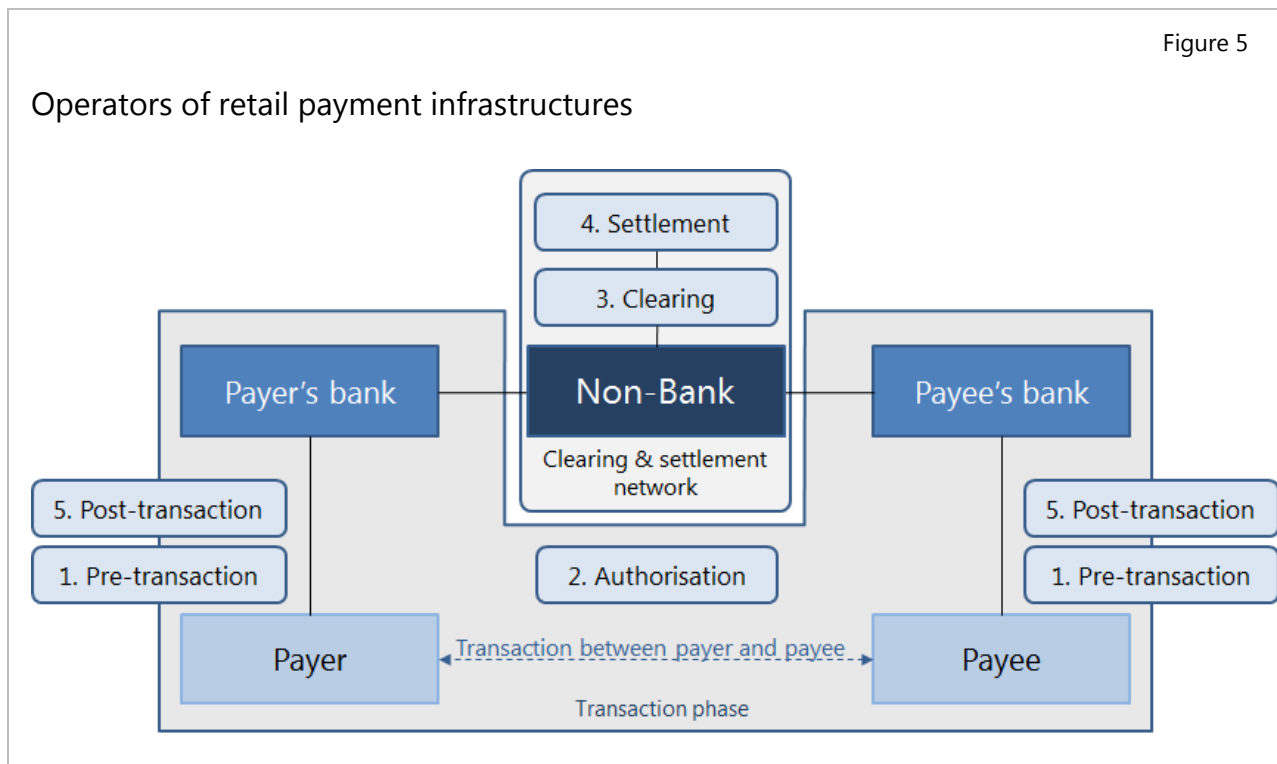 Figure 5
Operators of retail payment infrastructures
4. Settlement
3. Clearing
Payer's bank
Non-Bank
Payee's bank
Clearing & settlement
network
5. Post-transaction
5. Post-transaction
1. Pre-transaction
2. Authorisation
1. Pre-transaction
Payer
Transaction between payer and payee
Payee
Transaction phase